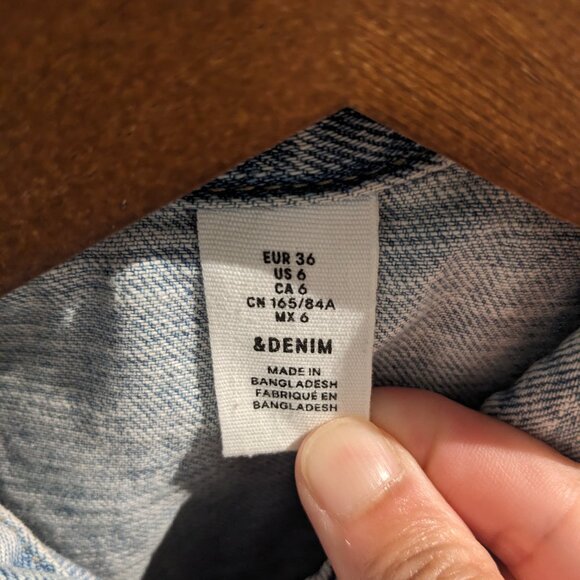 EUR 36
US 6
CA 6
CN 165/84A
MX 6
&DENIM
MADE IN
BANGLADESH
FABRIQUÉ EN
BANGLADESH